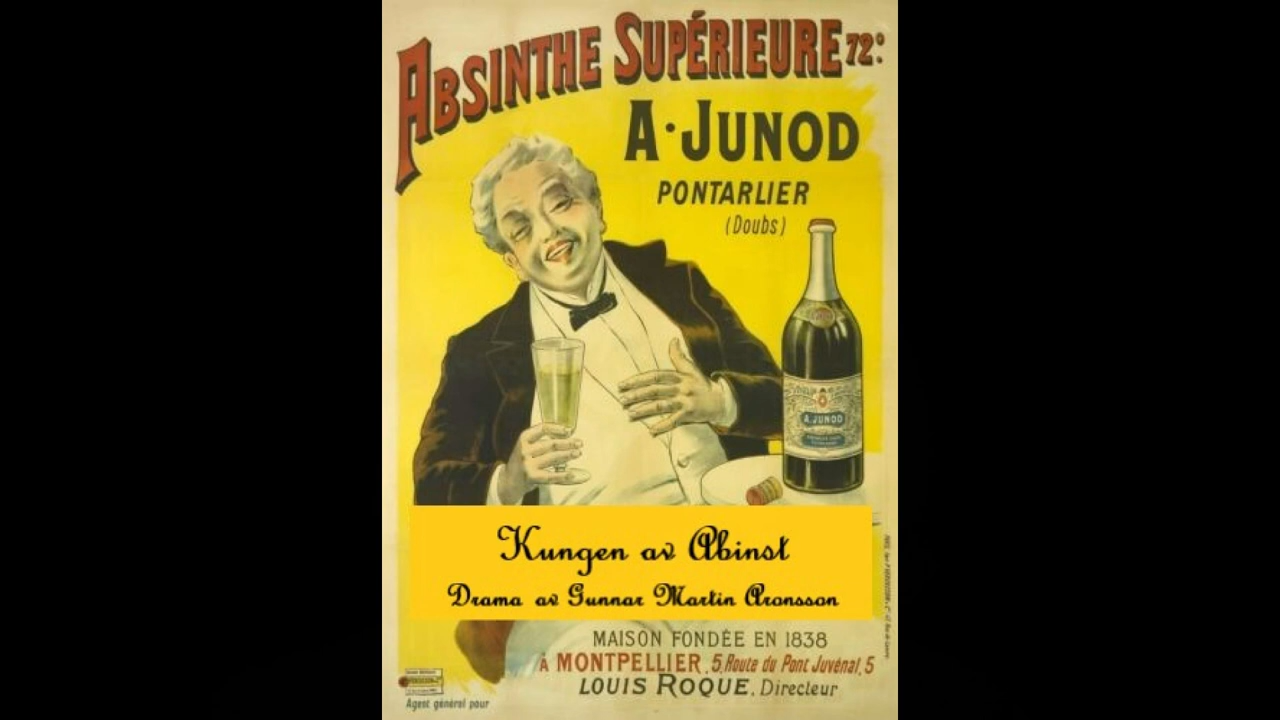 ABSINTHE SUPÉRIEURE 72°
A. JUNOD
PONTARLIER
(Doubs)
A. JUNOD
Kungen av Abinst
Drama av Gunnar Martin Aronsson
MAISON FONDÉE EN 1838
À MONTPELLIER, 5, Route du Pont Juvénal, 5
LOUIS ROQUE, Directeur
Agent général pour